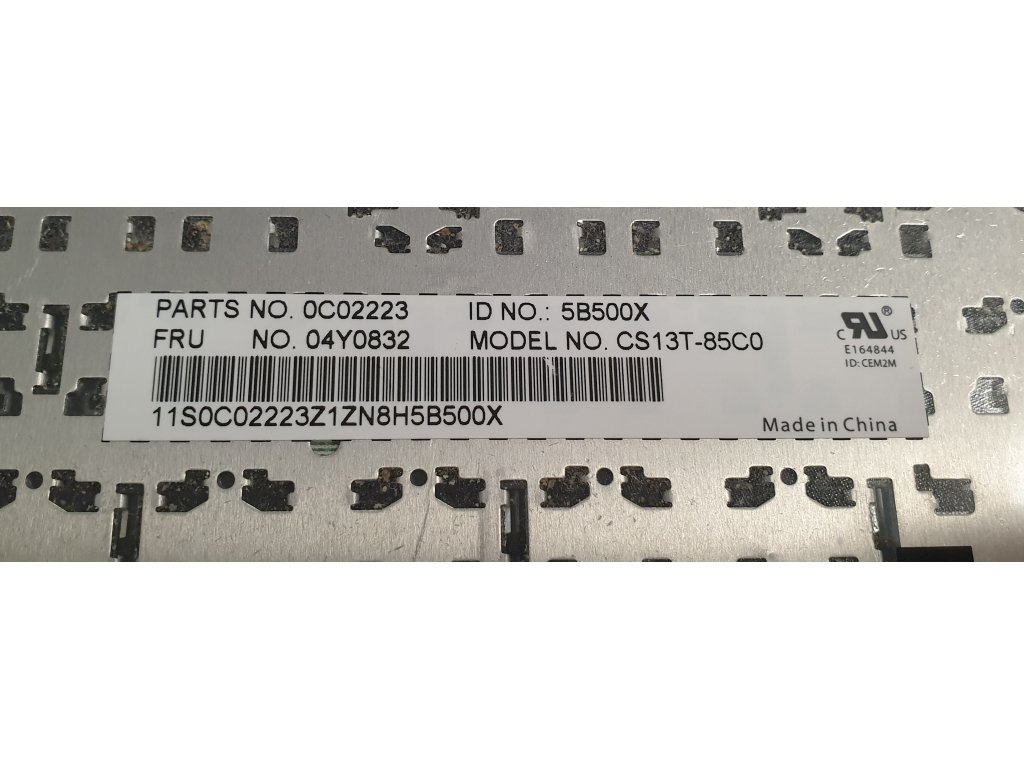 PARTS NO. 0C02223 ID NO.: 5B500X
FRU NO. 04Y0832 MODEL NO. CS13T-85C0
11S0C02223Z1ZN8H5B500X
C RU ® US
E164844
ID: CEM2M
Made in China